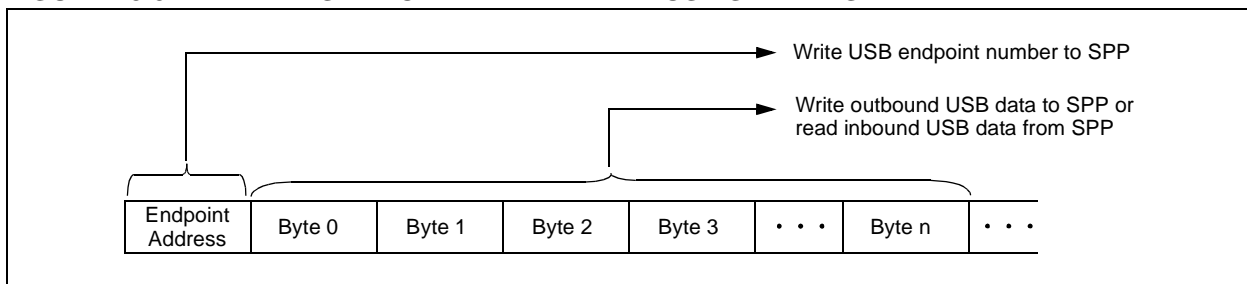 Write USB endpoint number to SPP
Write outbound USB data to SPP or
read inbound USB data from SPP
Endpoint
Address
Byte 0
Byte 1
Byte 2
Byte 3
· · ·
Byte n
· · ·